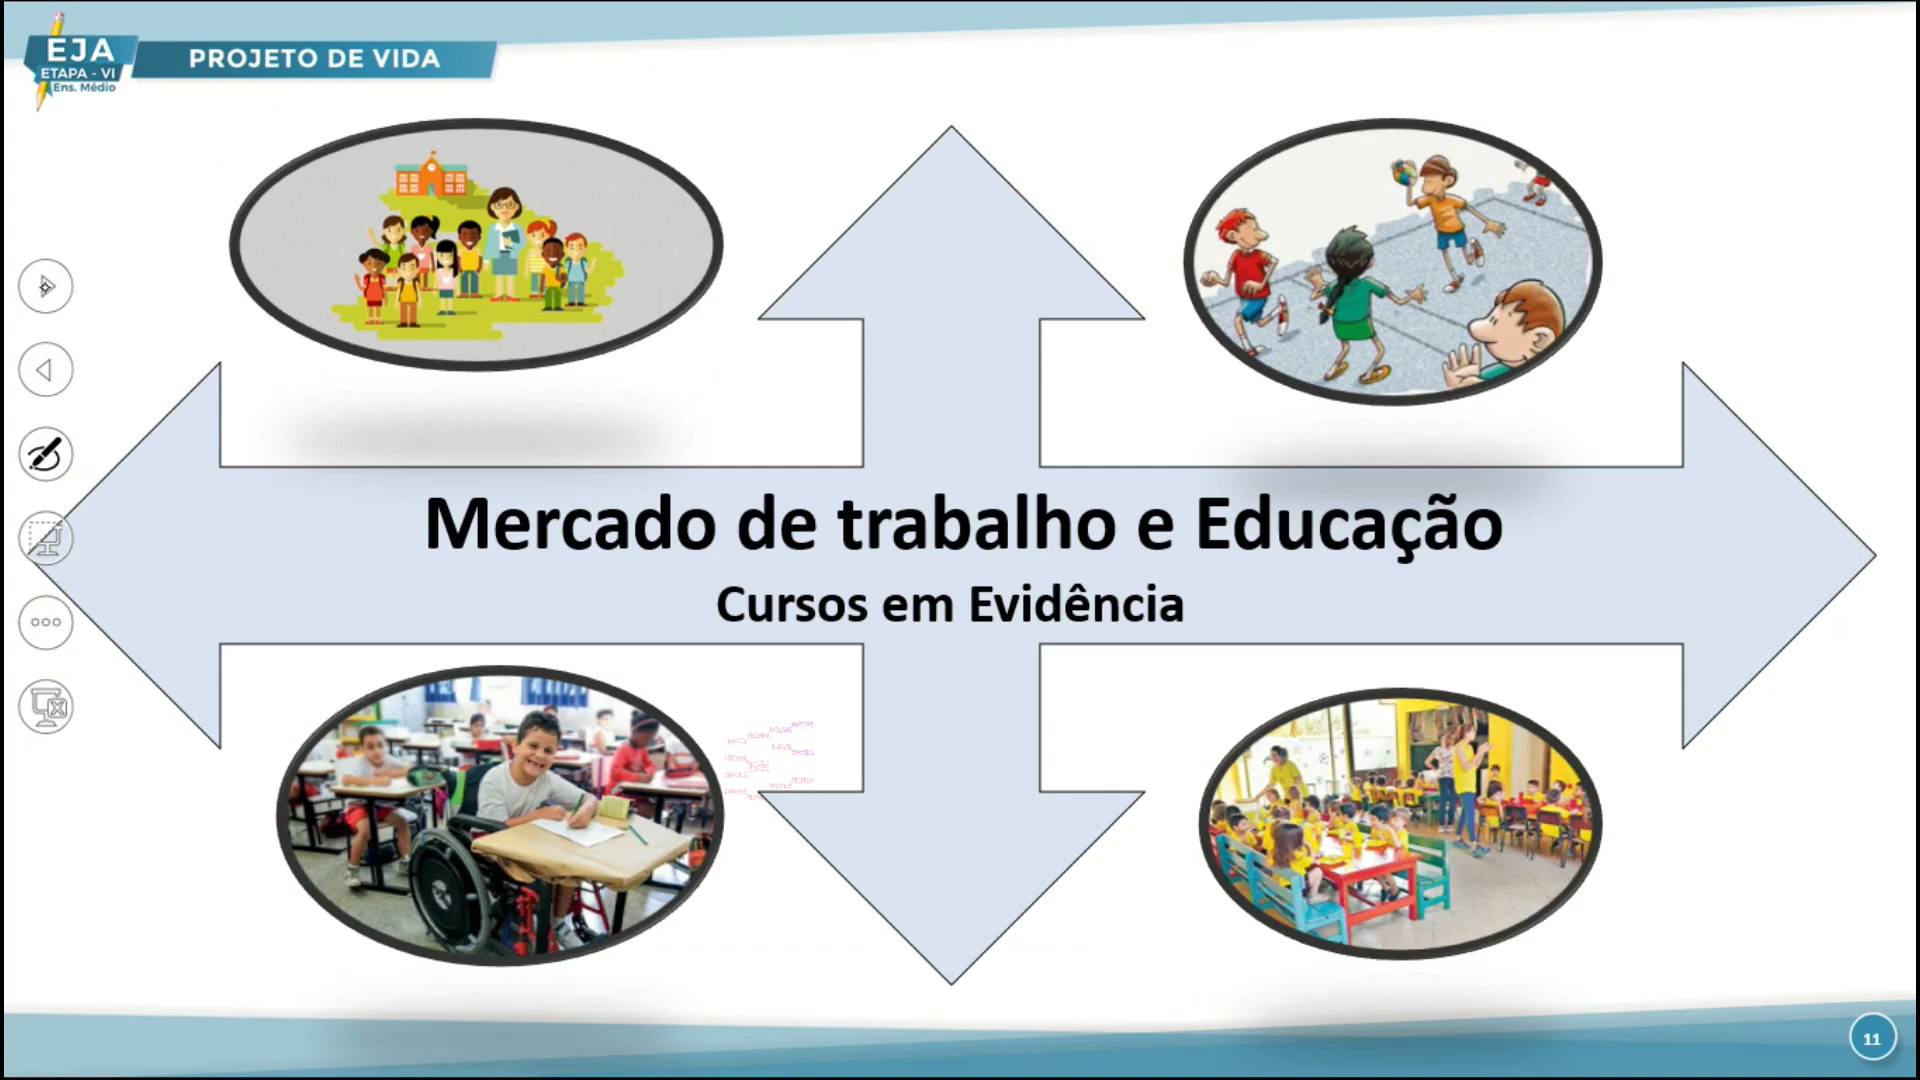 EJA
ETAPA - VI
Ens. Médio
PROJETO DE VIDA
Mercado de trabalho e Educação
Cursos em Evidência
11